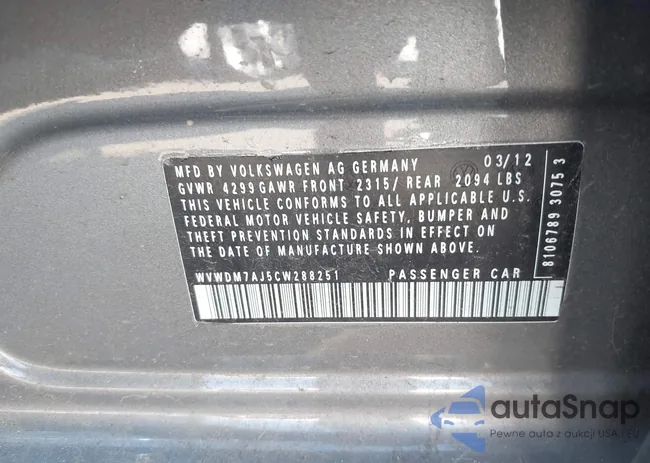 MFD BY VOLKSWAGEN AG GERMANY 03/12
GVWR 4299 GAWR FRONT 2315/ REAR 2094 LBS
THIS VEHICLE CONFORMS TO ALL APPLICABLE U.S.
FEDERAL MOTOR VEHICLE SAFETY, BUMPER AND
THEFT PREVENTION STANDARDS IN EFFECT ON
THE DATE OF MANUFACTURE SHOWN ABOVE.
WVWDM7AJ5CW288251 PASSENGER CAR
8106789 3075 3
autoSnap
Pewne auto z aukcji USA i EU